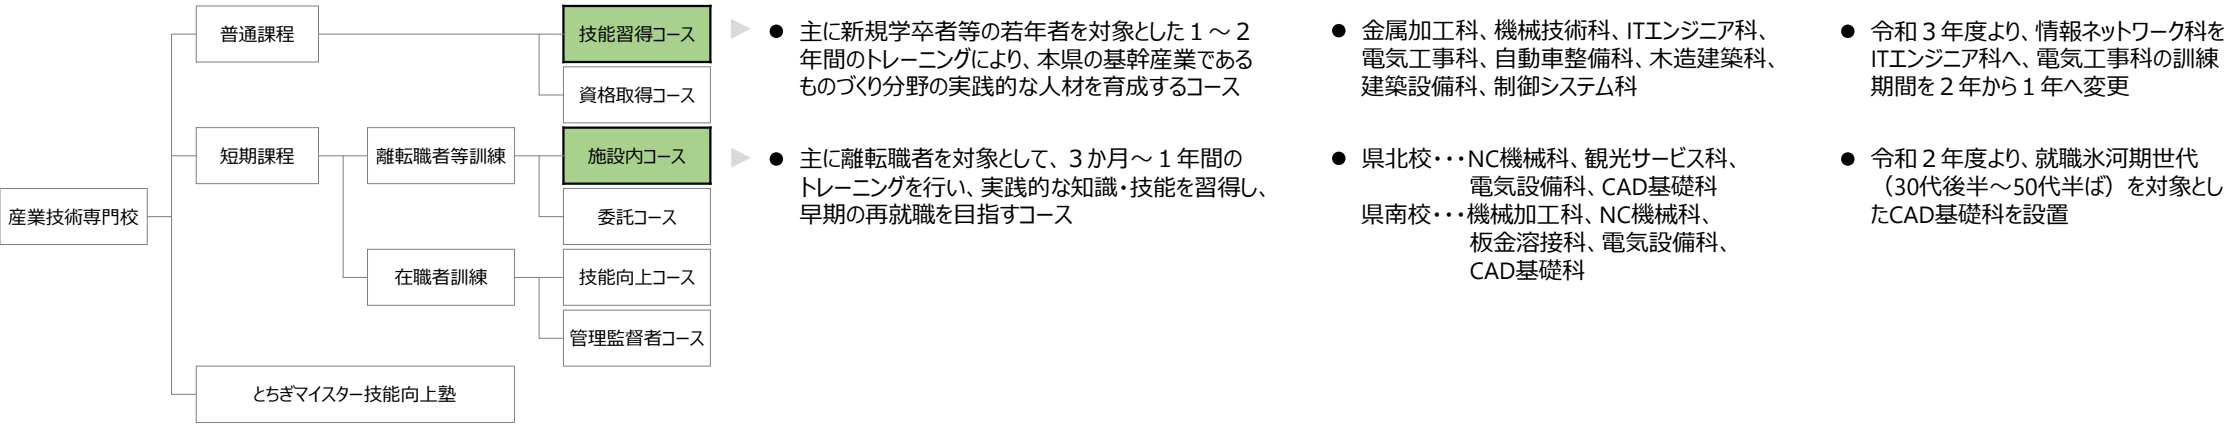 産業技術専門校
普通課程
技能習得コース
資格取得コース
短期課程
離転職者等訓練
施設内コース
委託コース
在職者訓練
技能向上コース
管理監督者コース
とちぎマイスター技能向上塾
● 主に新規学卒者等の若年者を対象とした１～２
年間のトレーニングにより、本県の基幹産業である
ものづくり分野の実践的な人材を育成するコース
● 金属加工科、機械技術科、ITエンジニア科、
電気工事科、自動車整備科、木造建築科、
建築設備科、制御システム科
● 令和３年度より、情報ネットワーク科を
ITエンジニア科へ、電気工事科の訓練
期間を２年から１年へ変更
● 主に離転職者を対象として、３か月～１年間の
トレーニングを行い、実践的な知識・技能を習得し、
早期の再就職を目指すコース
● 県北校・・・NC機械科、観光サービス科、
電気設備科、CAD基礎科
県南校・・・機械加工科、NC機械科、
板金溶接科、電気設備科、
CAD基礎科
● 令和２年度より、就職氷河期世代
（30代後半～50代半ば）を対象とし
たCAD基礎科を設置